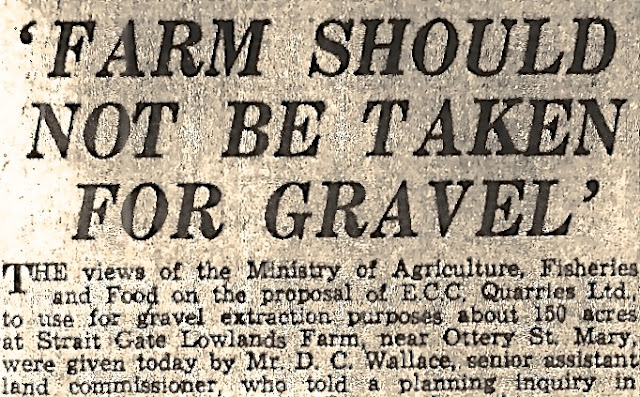 'FARM SHOULD
NOT BE TAKEN
FOR GRAVEL'
THE views of the Ministry of Agriculture, Fisheries
and Food on the proposal of E.C.C. Quarries Ltd.,
to use for gravel extraction purposes about 150 acres
at Strait Gate Lowlands Farm, near Ottery St. Mary,
were given today by Mr. D. C. Wallace, senior assistant
land commissioner, who told a planning inquiry in